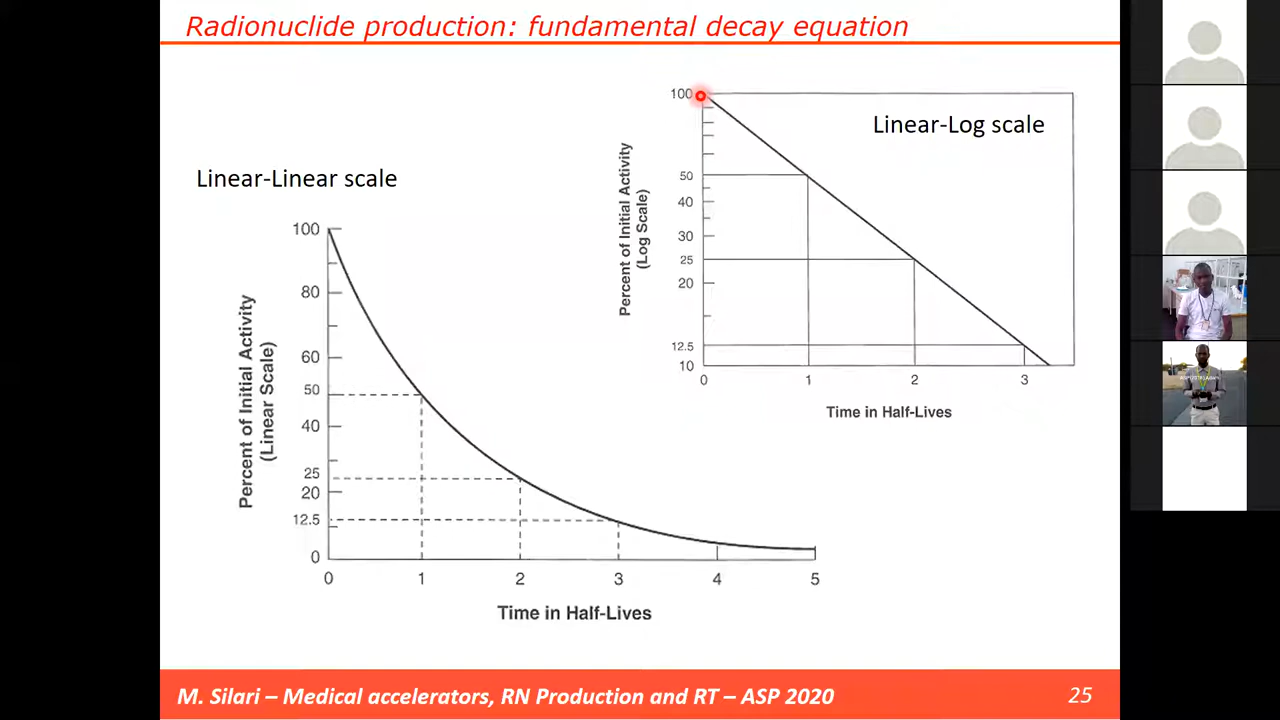 Radionuclide production: fundamental decay equation
Linear-Linear scale
Percent of Initial Activity
(Linear Scale)
100
80
60
50
40
25
20
12.5
0
0 1 2 3 4 5
Time in Half-Lives
Linear-Log scale
Percent of Initial Activity
(Log Scale)
100
50
40
30
25
20
12.5
10
0 1 2 3
Time in Half-Lives
M. Silari – Medical accelerators, RN Production and RT – ASP 2020
25